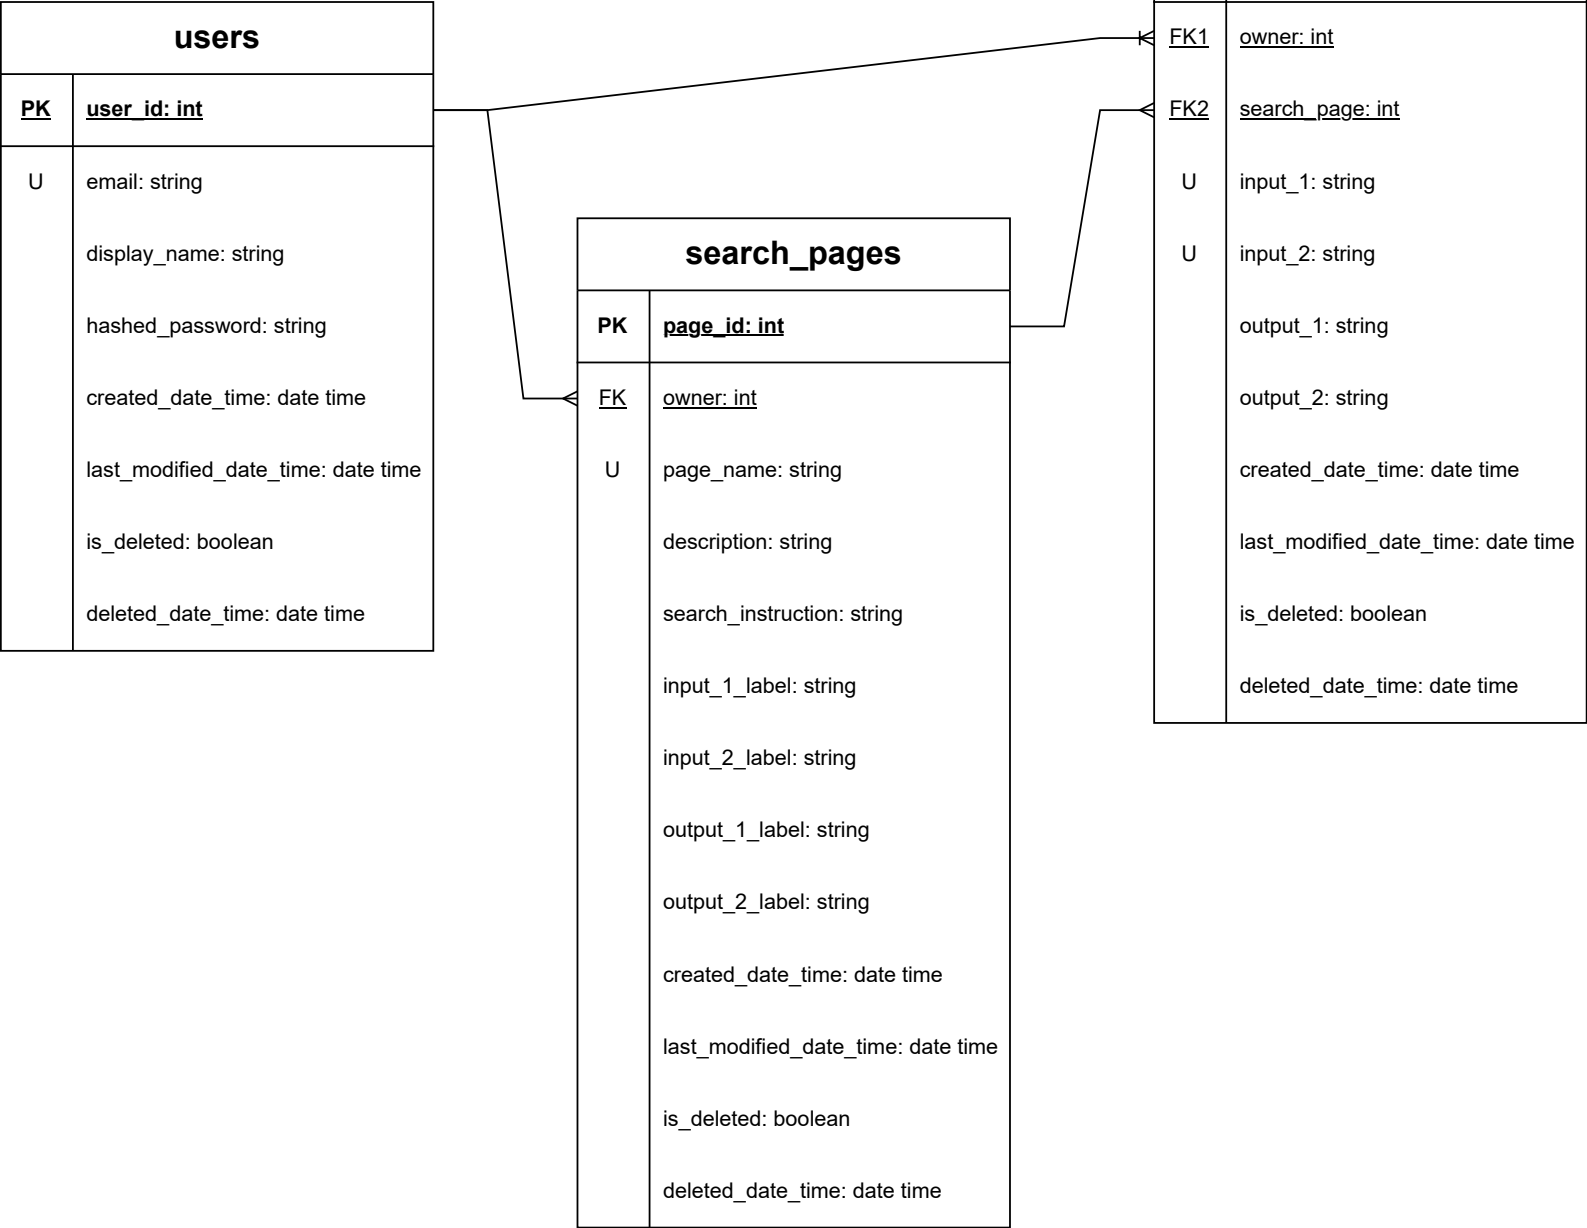 users
PK user_id: int
U email: string
display_name: string
hashed_password: string
created_date_time: date time
last_modified_date_time: date time
is_deleted: boolean
deleted_date_time: date time
search_pages
PK page_id: int
FK owner: int
U page_name: string
description: string
search_instruction: string
input_1_label: string
input_2_label: string
output_1_label: string
output_2_label: string
created_date_time: date time
last_modified_date_time: date time
is_deleted: boolean
deleted_date_time: date time
FK1 owner: int
FK2 search_page: int
U input_1: string
U input_2: string
output_1: string
output_2: string
created_date_time: date time
last_modified_date_time: date time
is_deleted: boolean
deleted_date_time: date time